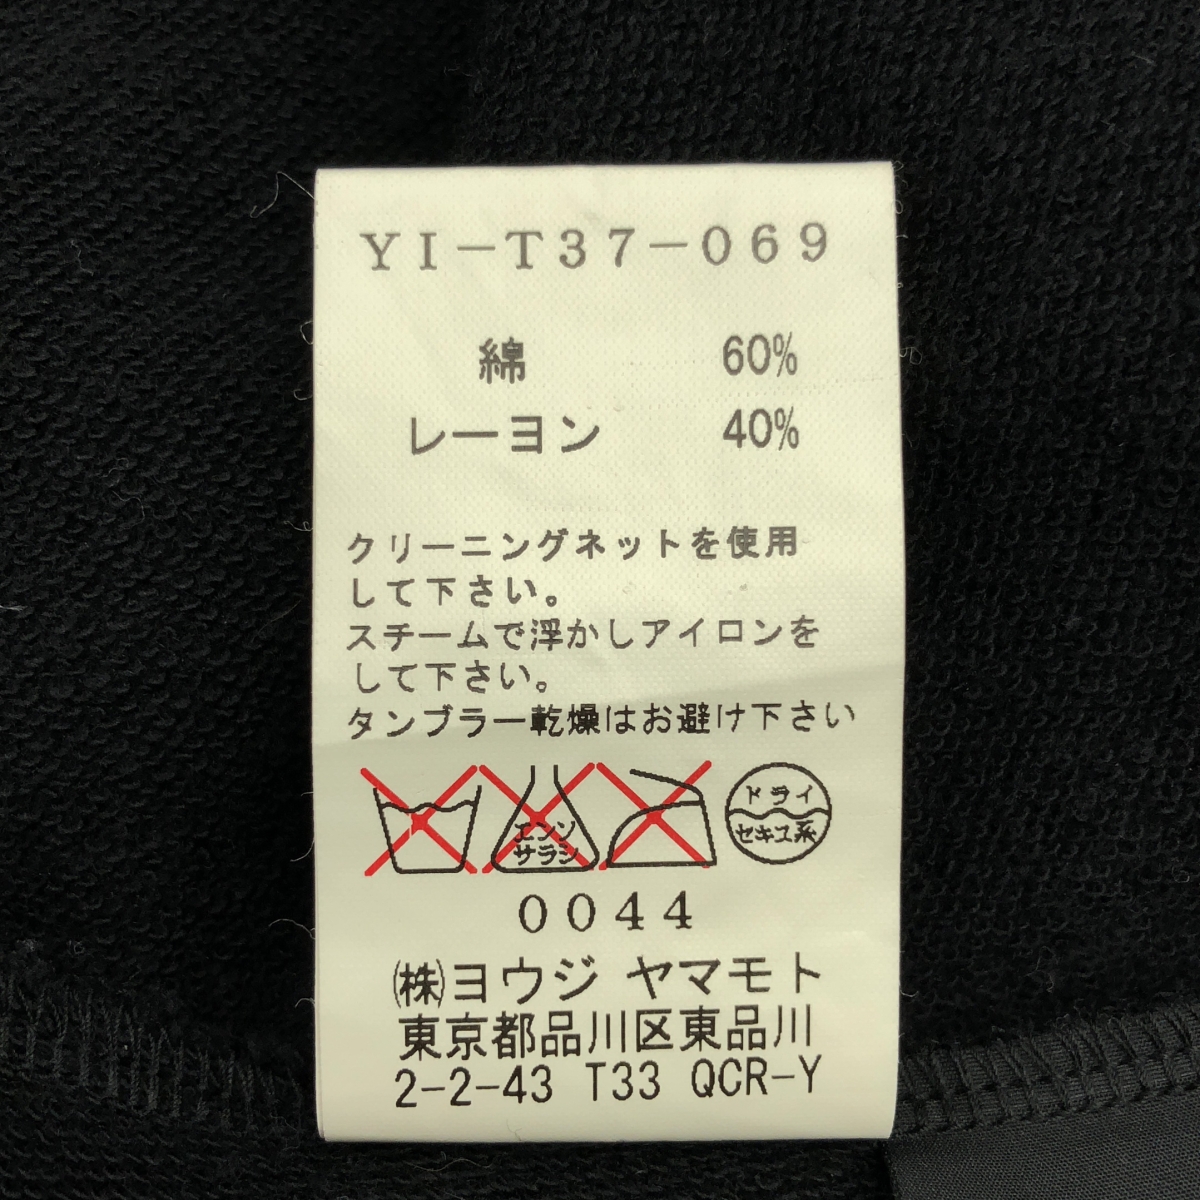 YI-T37-069
綿 60%
レーヨン 40%
クリーニングネットを使用
して下さい。
スチームで浮かしアイロンを
して下さい。
タンブラー乾燥はお避け下さい
エンソ
サラシ
ドライ
セキユ系
0044
㈱ヨウジ ヤマモト
東京都品川区東品川
2-2-43 T33 QCR-Y